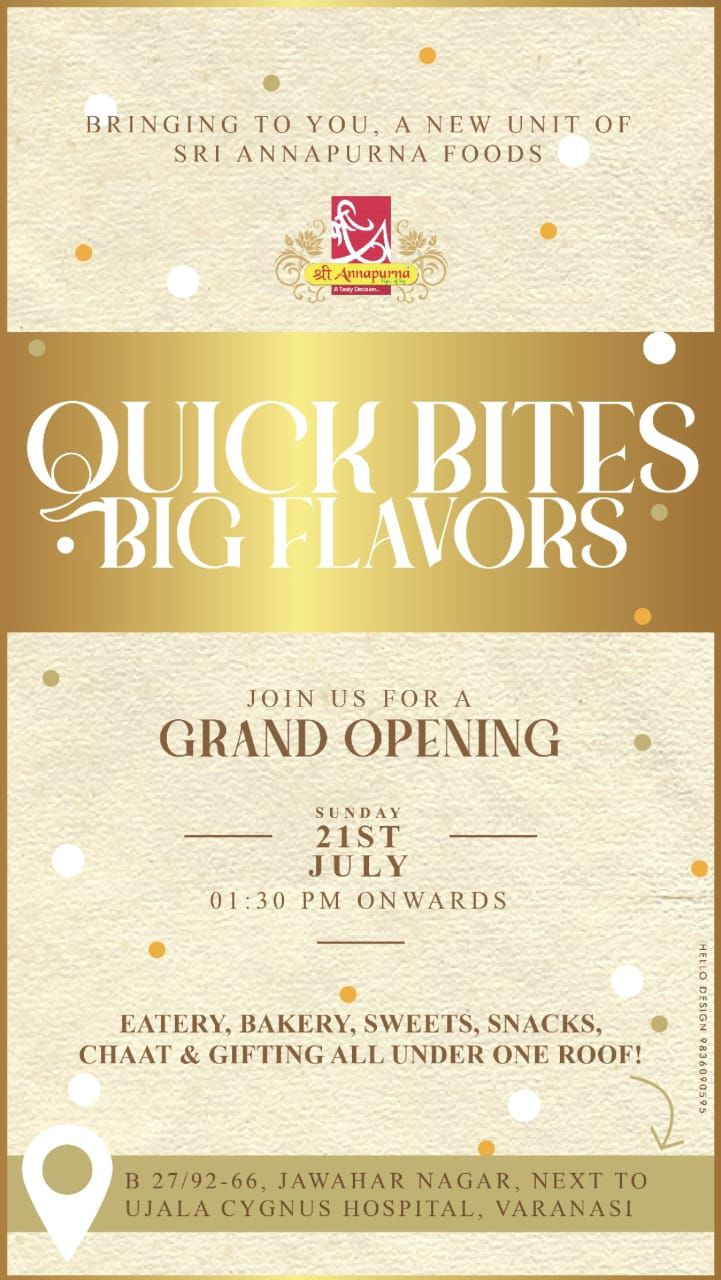 BRINGING TO YOU, A NEW UNIT OF
SRI ANNAPURNA FOODS
श्री Annapurna
A Tasty Decision...
QUICK BITES
BIG FLAVORS
JOIN US FOR A
GRAND OPENING
SUNDAY
21ST
JULY
01:30 PM ONWARDS
EATERY, BAKERY, SWEETS, SNACKS,
CHAAT & GIFTING ALL UNDER ONE ROOF!
HELLO DESIGN 9836090595
B 27/92-66, JAWAHAR NAGAR, NEXT TO
UJALA CYGNUS HOSPITAL, VARANASI